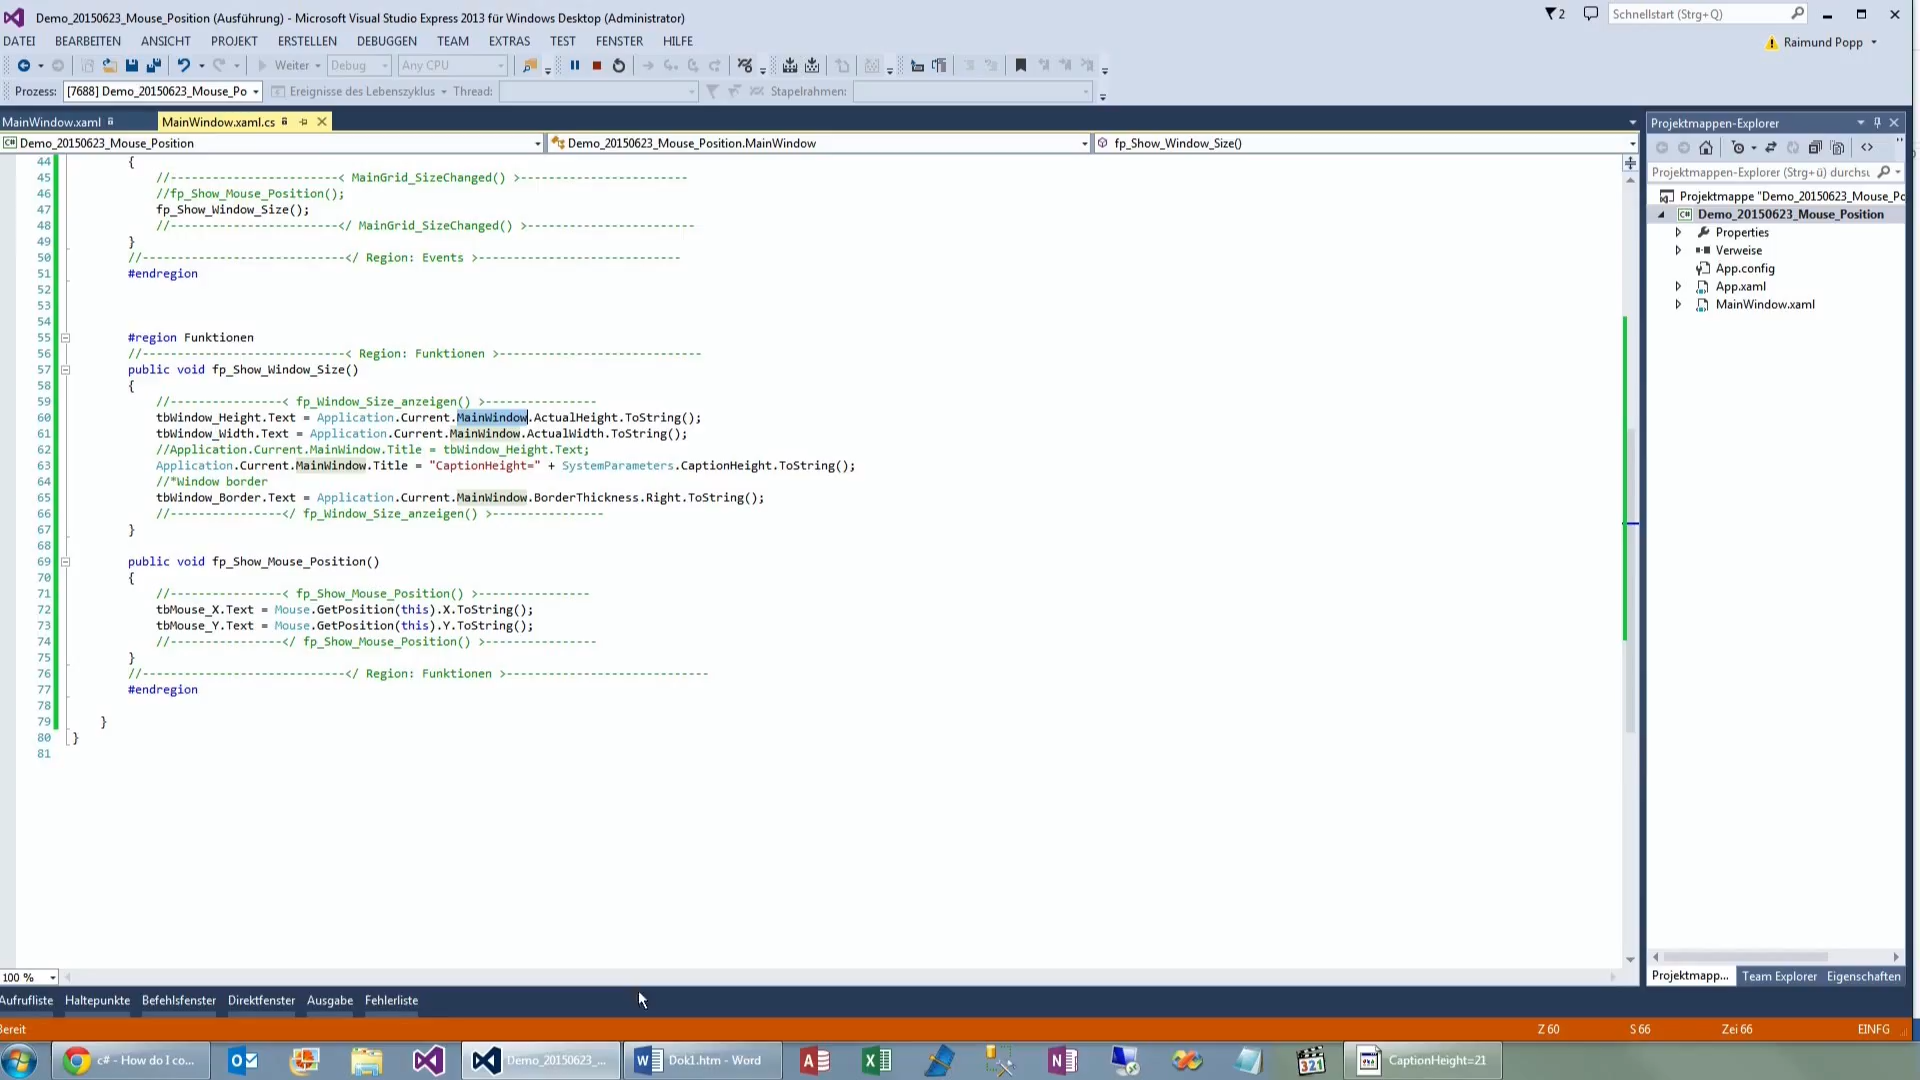 Demo_20150623_Mouse_Position (Ausführung) - Microsoft Visual Studio Express 2013 für Windows Desktop (Administrator)
2
Schnellstart (Strg+Q)
DATEI BEARBEITEN ANSICHT PROJEKT ERSTELLEN DEBUGGEN TEAM EXTRAS TEST FENSTER HILFE
Raimund Popp
Weiter Debug Any CPU
Prozess: [7688] Demo_20150623_Mouse_Po Ereignisse des Lebenszyklus Thread: Stapelrahmen:
MainWindow.xaml MainWindow.xaml.cs
Projektmappen-Explorer
Demo_20150623_Mouse_Position Demo_20150623_Mouse_Position.MainWindow fp_Show_Window_Size()
Projektmappen-Explorer (Strg+ü) durchsu
Projektmappe "Demo_20150623_Mouse_Po
Demo_20150623_Mouse_Position
Properties
Verweise
App.config
App.xaml
MainWindow.xaml
44 {
45 //------------------------< MainGrid_SizeChanged() >------------------------
46 //fp_Show_Mouse_Position();
47 fp_Show_Window_Size();
48 //------------------------</ MainGrid_SizeChanged() >------------------------
49 }
50 //-----------------------------</ Region: Events >-----------------------------
51 #endregion
52
53
54
55 #region Funktionen
56 //-----------------------------< Region: Funktionen >-----------------------------
57 public void fp_Show_Window_Size()
58 {
59 //----------------< fp_Window_Size_anzeigen() >----------------
60 tbWindow_Height.Text = Application.Current.MainWindow.ActualHeight.ToString();
61 tbWindow_Width.Text = Application.Current.MainWindow.ActualWidth.ToString();
62 //Application.Current.MainWindow.Title = tbWindow_Height.Text;
63 Application.Current.MainWindow.Title = "CaptionHeight=" + SystemParameters.CaptionHeight.ToString();
64 //*Window border
65 tbWindow_Border.Text = Application.Current.MainWindow.BorderThickness.Right.ToString();
66 //----------------</ fp_Window_Size_anzeigen() >----------------
67 }
68
69 public void fp_Show_Mouse_Position()
70 {
71 //----------------< fp_Show_Mouse_Position() >----------------
72 tbMouse_X.Text = Mouse.GetPosition(this).X.ToString();
73 tbMouse_Y.Text = Mouse.GetPosition(this).Y.ToString();
74 //----------------</ fp_Show_Mouse_Position() >----------------
75 }
76 //-----------------------------</ Region: Funktionen >-----------------------------
77 #endregion
78
79 }
80 }
81
100 %
Projektmapp... Team Explorer Eigenschaften
Aufrufliste Haltepunkte Befehlsfenster Direktfenster Ausgabe Fehlerliste
Bereit Z 60 S 66 Zei 66 EINFG
c# - How do I co... Demo_20150623_... Dok1.htm - Word 321 CaptionHeight=21